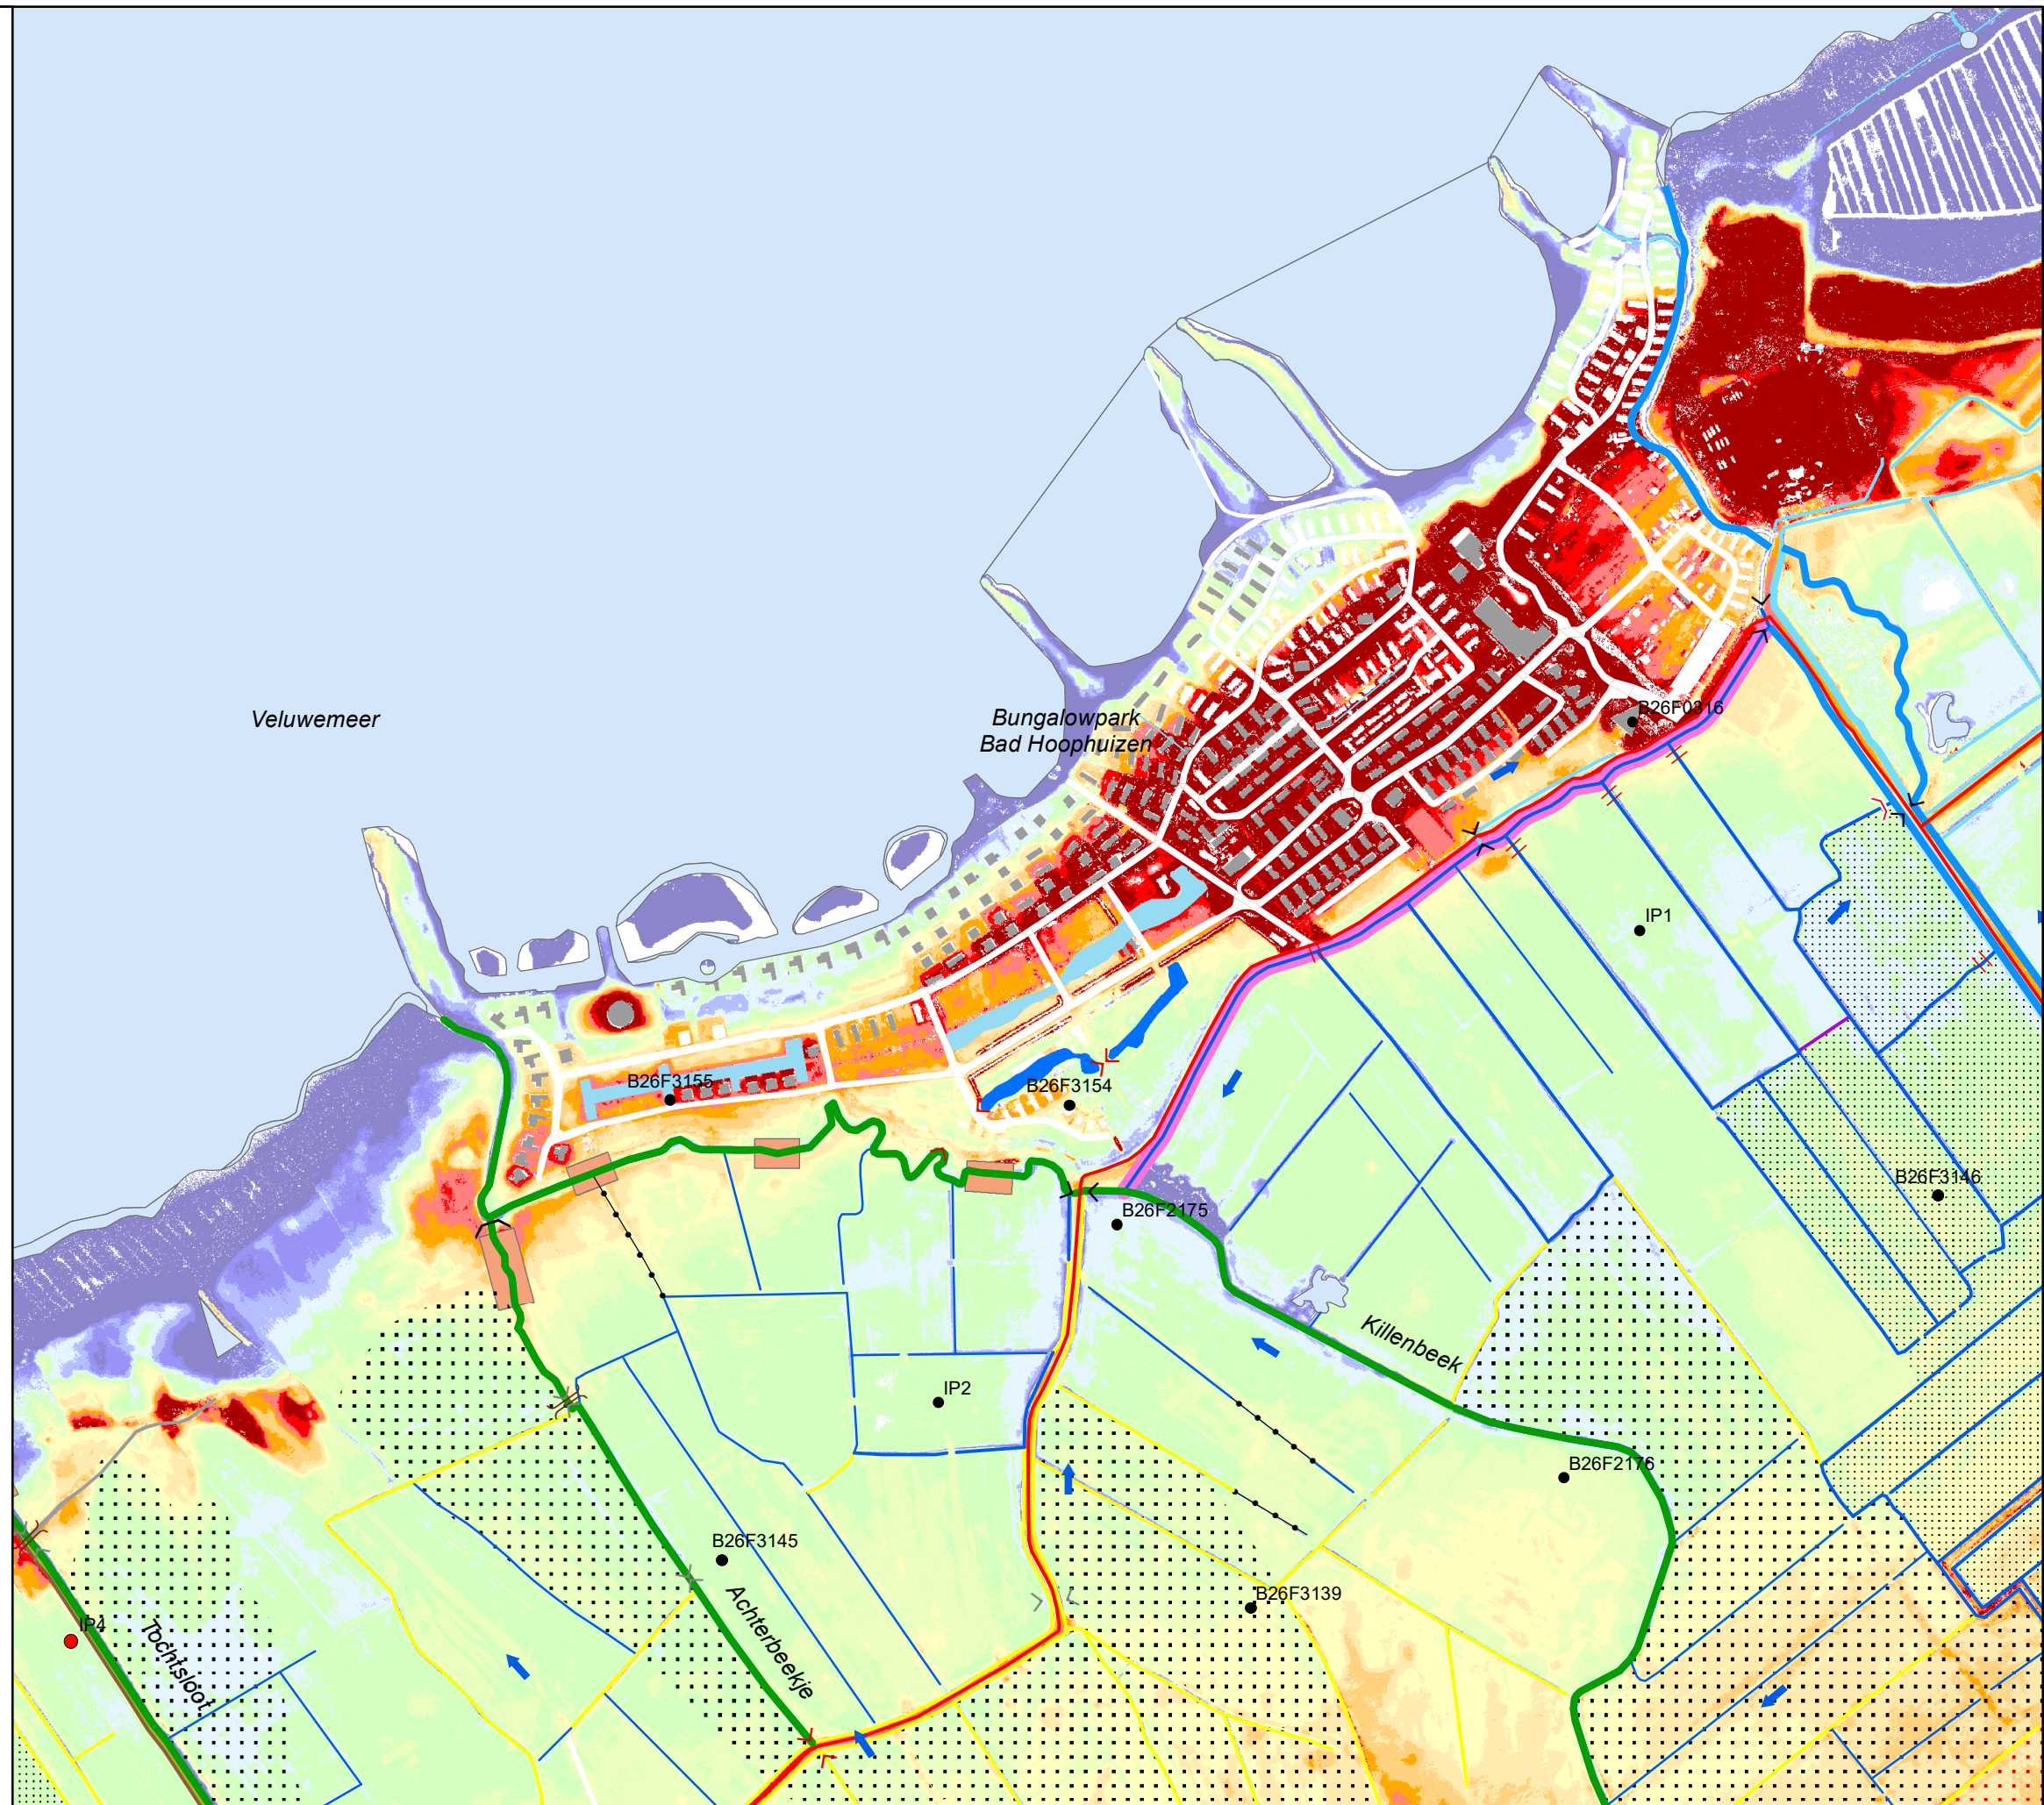 Veluwemeer
Bungalowpark
Bad Hoophuizen
B26F0316
IP1
B26F3155
B26F3154
B26F3146
B26F2175
Killenbeek
IP2
B26F2176
B26F3145
Achterbeekje
B26F3139
IP4
Tochtsloot